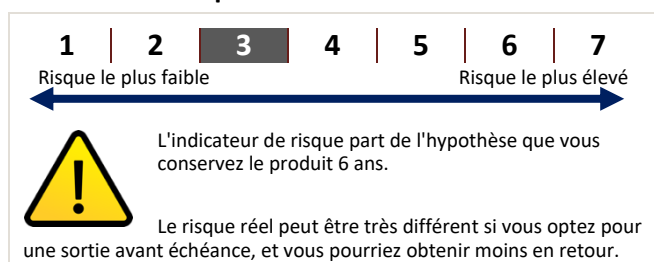 1 2 3 4 5 6 7
Risque le plus faible Risque le plus élevé
L'indicateur de risque part de l'hypothèse que vous
conservez le produit 6 ans.
Le risque réel peut être très différent si vous optez pour
une sortie avant échéance, et vous pourriez obtenir moins en retour.